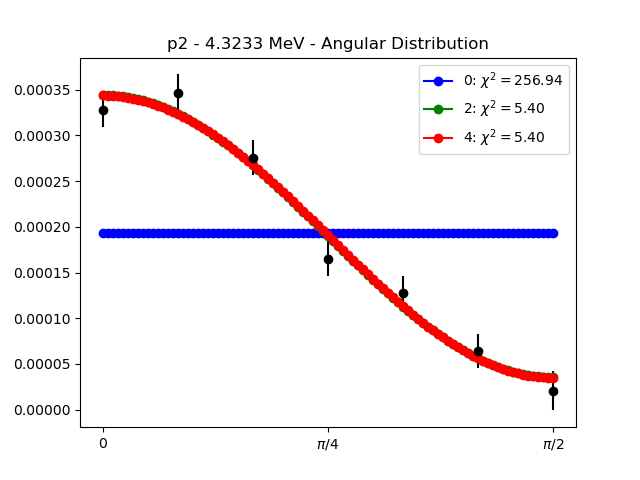 p2 - 4.3233 MeV - Angular Distribution
0: χ² = 256.94
2: χ² = 5.40
4: χ² = 5.40
0.00035
0.00030
0.00025
0.00020
0.00015
0.00010
0.00005
0.00000
0 π/4 π/2